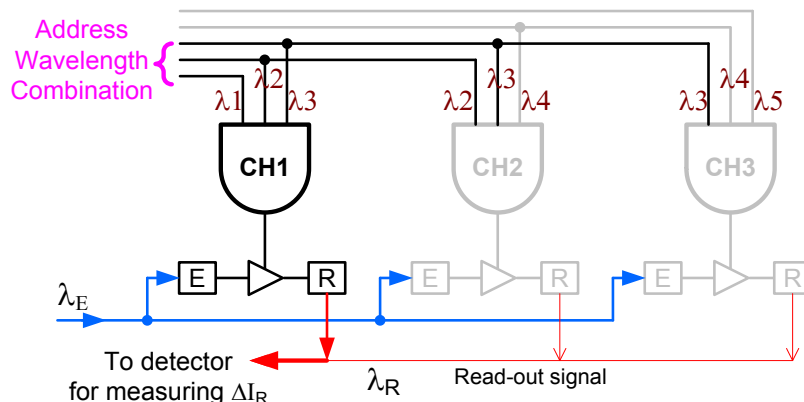 Address
Wavelength
Combination
λ1
λ2
λ3
λ2
λ3
λ4
λ3
λ4
λ5
CH1
CH2
CH3
E
R
E
R
E
R
λE
To detector
for measuring ΔIR
λR
Read-out signal